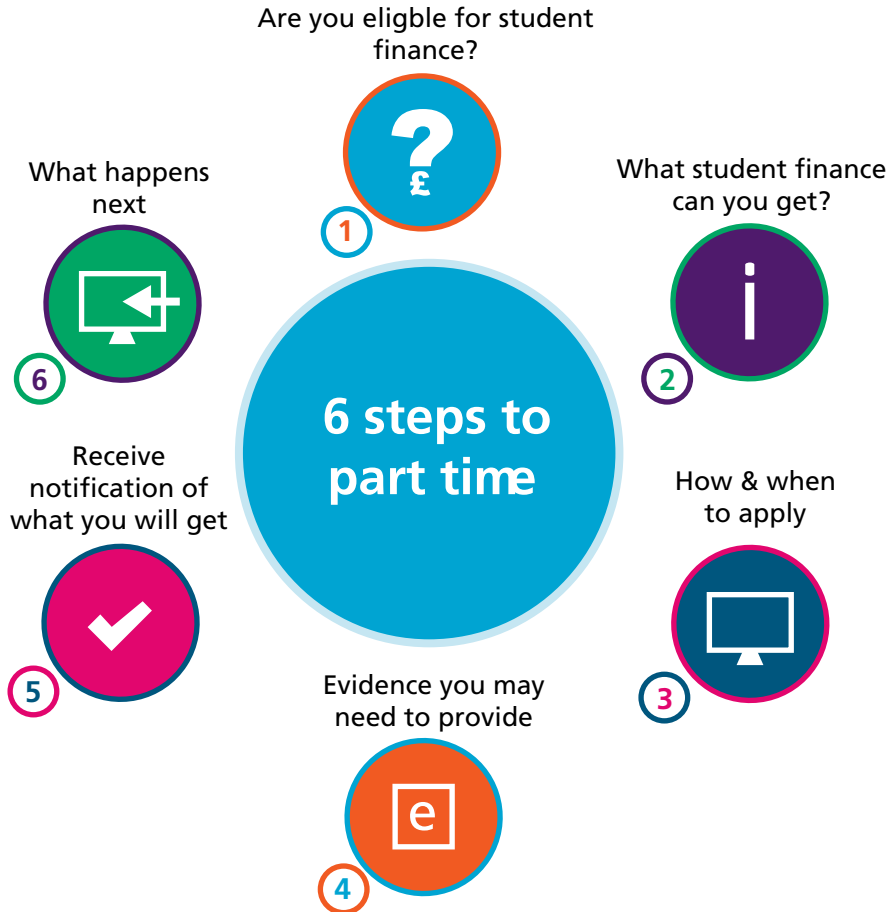 Are you eligble for student
finance?
?
£
1
What student finance
can you get?
i
2
How & when
to apply
3
Evidence you may
need to provide
e
4
Receive
notification of
what you will get
5
What happens
next
6
6 steps to
part time